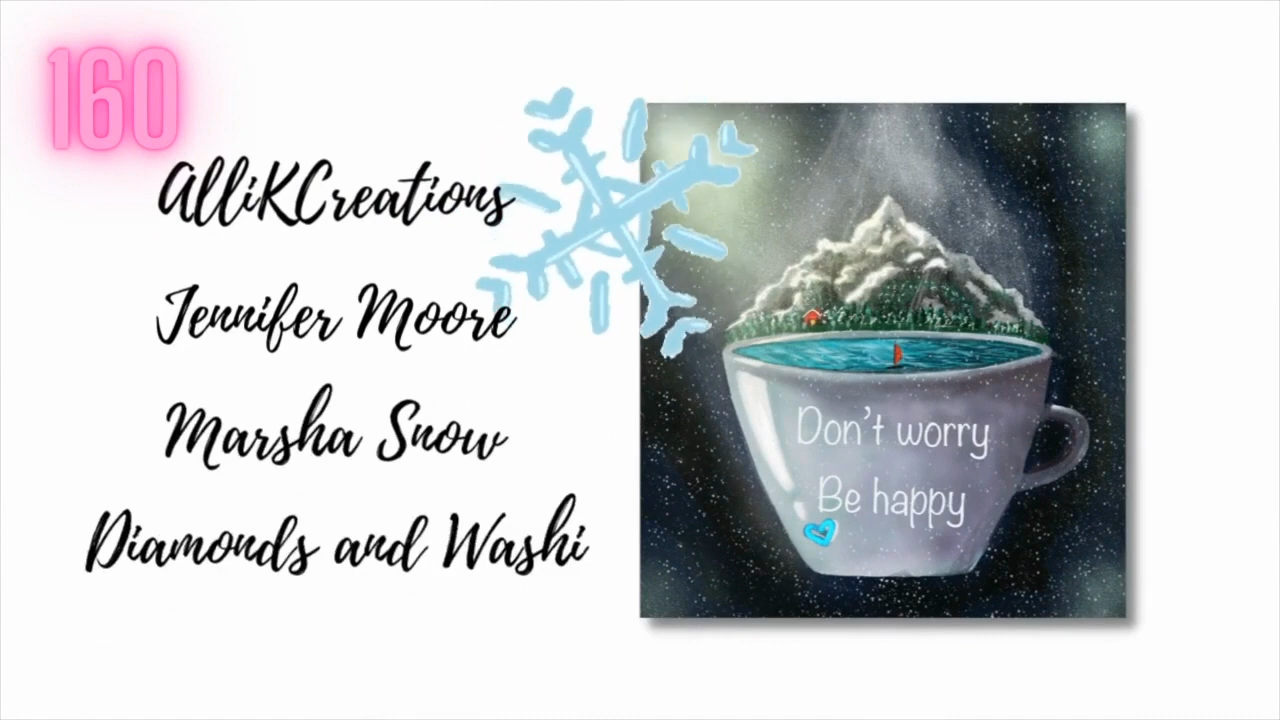 160
AlliKCreations
Jennifer Moore
Marsha Snow
Diamonds and Washi
Don't worry
Be happy